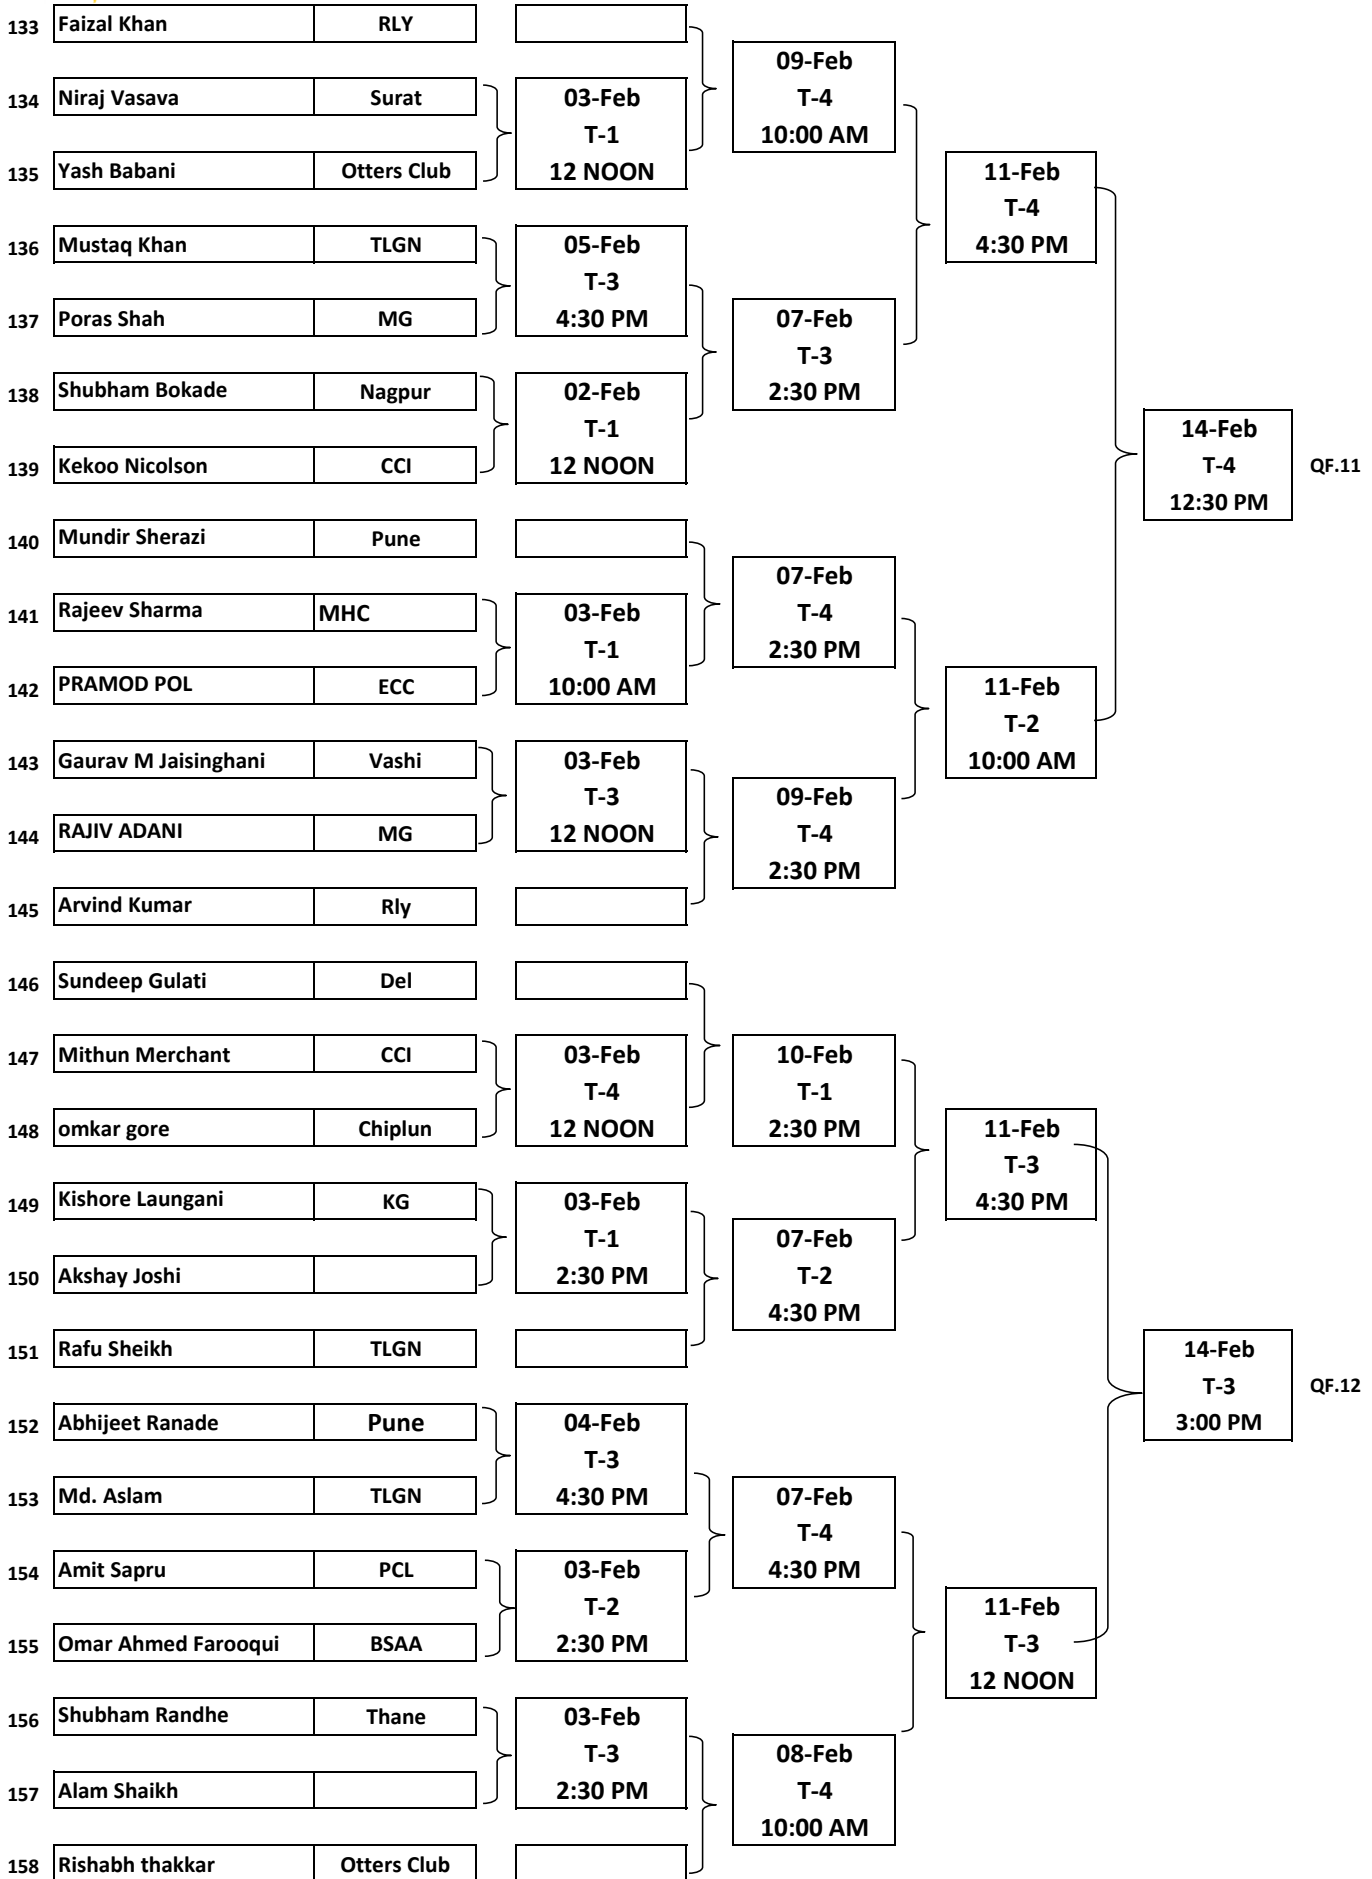 133 Faizal Khan RLY
09-Feb
134 Niraj Vasava Surat 03-Feb T-4
T-1 10:00 AM
135 Yash Babani Otters Club 12 NOON 11-Feb
T-4
136 Mustaq Khan TLGN 05-Feb 4:30 PM
T-3
137 Poras Shah MG 4:30 PM 07-Feb
T-3
138 Shubham Bokade Nagpur 02-Feb 2:30 PM
T-1 14-Feb
139 Kekoo Nicolson CCI 12 NOON T-4 QF.11
12:30 PM
140 Mundir Sherazi Pune
07-Feb
141 Rajeev Sharma MHC 03-Feb T-4
T-1 2:30 PM
142 PRAMOD POL ECC 10:00 AM 11-Feb
T-2
143 Gaurav M Jaisinghani Vashi 03-Feb 10:00 AM
T-3 09-Feb
144 RAJIV ADANI MG 12 NOON T-4
2:30 PM
145 Arvind Kumar Rly
146 Sundeep Gulati Del
147 Mithun Merchant CCI 03-Feb 10-Feb
T-4 T-1
148 omkar gore Chiplun 12 NOON 2:30 PM 11-Feb
T-3
149 Kishore Laungani KG 03-Feb 4:30 PM
T-1 07-Feb
150 Akshay Joshi 2:30 PM T-2
4:30 PM
151 Rafu Sheikh TLGN 14-Feb
T-3 QF.12
152 Abhijeet Ranade Pune 04-Feb 3:00 PM
T-3
153 Md. Aslam TLGN 4:30 PM 07-Feb
T-4
154 Amit Sapru PCL 03-Feb 4:30 PM
T-2 11-Feb
155 Omar Ahmed Farooqui BSAA 2:30 PM T-3
12 NOON
156 Shubham Randhe Thane 03-Feb
T-3 08-Feb
157 Alam Shaikh 2:30 PM T-4
10:00 AM
158 Rishabh thakkar Otters Club